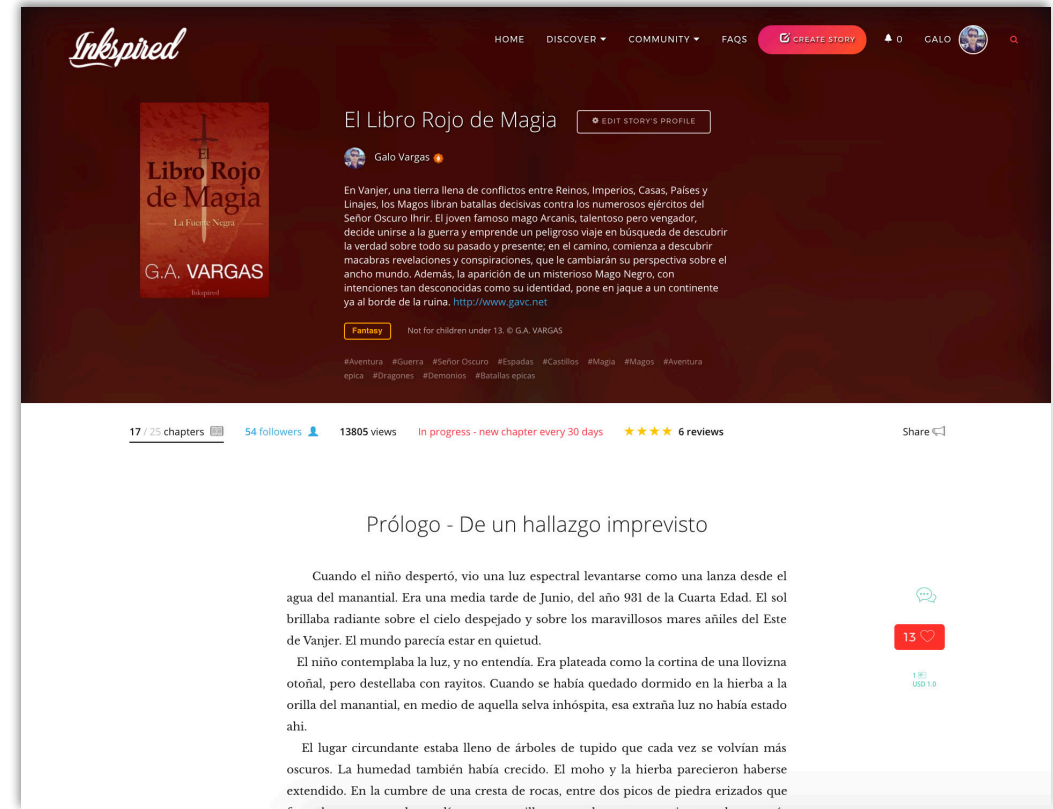 Inkspired
HOME DISCOVER COMMUNITY FAQS CREATE STORY 0 GALO
El
Libro Rojo
de Magia
La Fuente Negra
G.A. VARGAS
Inkspired
El Libro Rojo de Magia EDIT STORY'S PROFILE
Galo Vargas
En Vanjer, una tierra llena de conflictos entre Reinos, Imperios, Casas, Países y
Linajes, los Magos libran batallas decisivas contra los numerosos ejércitos del
Señor Oscuro Ihrir. El joven famoso mago Arcanis, talentoso pero vengador,
decide unirse a la guerra y emprende un peligroso viaje en búsqueda de descubrir
la verdad sobre todo su pasado y presente; en el camino, comienza a descubrir
macabras revelaciones y conspiraciones, que le cambiarán su perspectiva sobre el
ancho mundo. Además, la aparición de un misterioso Mago Negro, con
intenciones tan desconocidas como su identidad, pone en jaque a un continente
ya al borde de la ruina. http://www.gavc.net
Fantasy Not for children under 13. © G.A. VARGAS
#Aventura #Guerra #Señor Oscuro #Espadas #Castillos #Magia #Magos #Aventura
epica #Dragones #Demonios #Batallas epicas
17 / 25 chapters 54 followers 13805 views In progress - new chapter every 30 days ★★★★ 6 reviews Share
Prólogo - De un hallazgo imprevisto
Cuando el niño despertó, vio una luz espectral levantarse como una lanza desde el
agua del manantial. Era una media tarde de Junio, del año 931 de la Cuarta Edad. El sol
brillaba radiante sobre el cielo despejado y sobre los maravillosos mares añiles del Este
de Vanjer. El mundo parecía estar en quietud.
El niño contemplaba la luz, y no entendía. Era plateada como la cortina de una llovizna
otoñal, pero destellaba con rayitos. Cuando se había quedado dormido en la hierba a la
orilla del manantial, en medio de aquella selva inhóspita, esa extraña luz no había estado
ahi.
El lugar circundante estaba lleno de árboles de tupido que cada vez se volvían más
oscuros. La humedad también había crecido. El moho y la hierba parecieron haberse
extendido. En la cumbre de una cresta de rocas, entre dos picos de piedra erizados que
13
1
USD 1.0